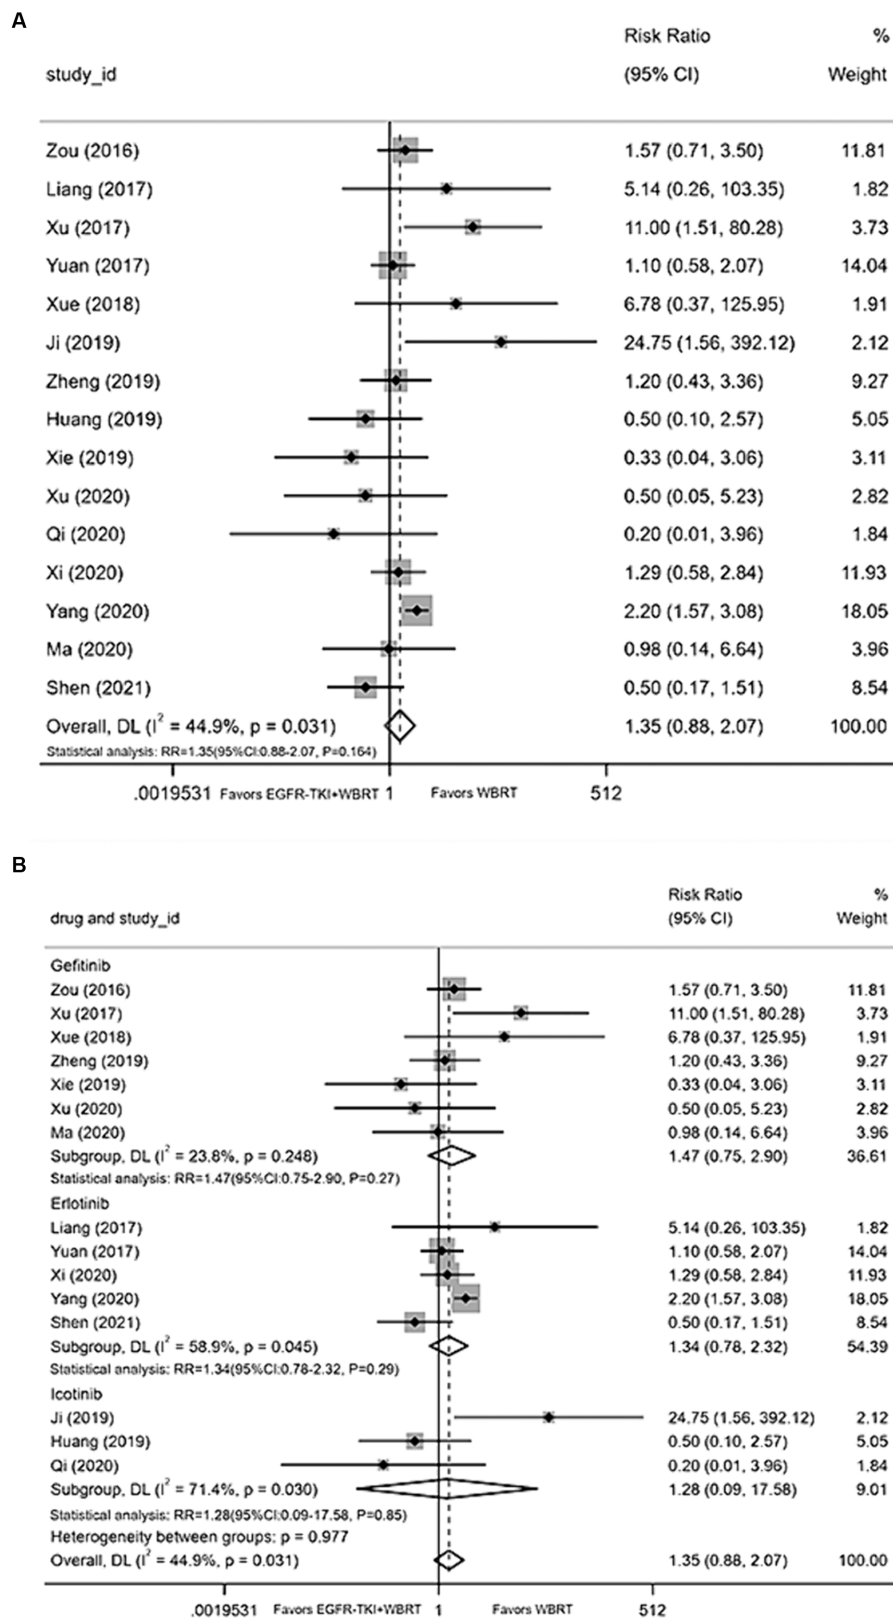 A
Risk Ratio %
study_id (95% CI) Weight
Zou (2016) 1.57 (0.71, 3.50) 11.81
Liang (2017) 5.14 (0.26, 103.35) 1.82
Xu (2017) 11.00 (1.51, 80.28) 3.73
Yuan (2017) 1.10 (0.58, 2.07) 14.04
Xue (2018) 6.78 (0.37, 125.95) 1.91
Ji (2019) 24.75 (1.56, 392.12) 2.12
Zheng (2019) 1.20 (0.43, 3.36) 9.27
Huang (2019) 0.50 (0.10, 2.57) 5.05
Xie (2019) 0.33 (0.04, 3.06) 3.11
Xu (2020) 0.50 (0.05, 5.23) 2.82
Qi (2020) 0.20 (0.01, 3.96) 1.84
Xi (2020) 1.29 (0.58, 2.84) 11.93
Yang (2020) 2.20 (1.57, 3.08) 18.05
Ma (2020) 0.98 (0.14, 6.64) 3.96
Shen (2021) 0.50 (0.17, 1.51) 8.54
Overall, DL (I² = 44.9%, p = 0.031) 1.35 (0.88, 2.07) 100.00
Statistical analysis: RR=1.35(95%CI:0.88-2.07, P=0.164)
.0019531 Favors EGFR-TKI+WBRT 1 Favors WBRT 512
B
Risk Ratio %
drug and study_id (95% CI) Weight
Gefitinib
Zou (2016) 1.57 (0.71, 3.50) 11.81
Xu (2017) 11.00 (1.51, 80.28) 3.73
Xue (2018) 6.78 (0.37, 125.95) 1.91
Zheng (2019) 1.20 (0.43, 3.36) 9.27
Xie (2019) 0.33 (0.04, 3.06) 3.11
Xu (2020) 0.50 (0.05, 5.23) 2.82
Ma (2020) 0.98 (0.14, 6.64) 3.96
Subgroup, DL (I² = 23.8%, p = 0.248) 1.47 (0.75, 2.90) 36.61
Statistical analysis: RR=1.47(95%CI:0.75-2.90, P=0.27)
Erlotinib
Liang (2017) 5.14 (0.26, 103.35) 1.82
Yuan (2017) 1.10 (0.58, 2.07) 14.04
Xi (2020) 1.29 (0.58, 2.84) 11.93
Yang (2020) 2.20 (1.57, 3.08) 18.05
Shen (2021) 0.50 (0.17, 1.51) 8.54
Subgroup, DL (I² = 58.9%, p = 0.045) 1.34 (0.78, 2.32) 54.39
Statistical analysis: RR=1.34(95%CI:0.78-2.32, P=0.29)
Icotinib
Ji (2019) 24.75 (1.56, 392.12) 2.12
Huang (2019) 0.50 (0.10, 2.57) 5.05
Qi (2020) 0.20 (0.01, 3.96) 1.84
Subgroup, DL (I² = 71.4%, p = 0.030) 1.28 (0.09, 17.58) 9.01
Statistical analysis: RR=1.28(95%CI:0.09-17.58, P=0.85)
Heterogeneity between groups: p = 0.977
Overall, DL (I² = 44.9%, p = 0.031) 1.35 (0.88, 2.07) 100.00
.0019531 Favors EGFR-TKI+WBRT 1 Favors WBRT 512